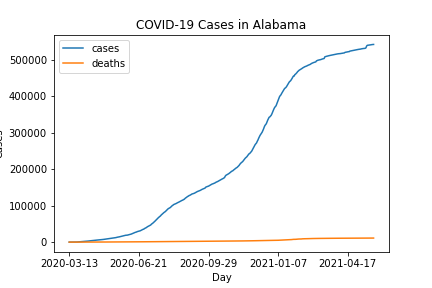 COVID-19 Cases in Alabama
cases
deaths
500000
400000
300000
200000
100000
0
Cases
2020-03-13 2020-06-21 2020-09-29 2021-01-07 2021-04-17
Day